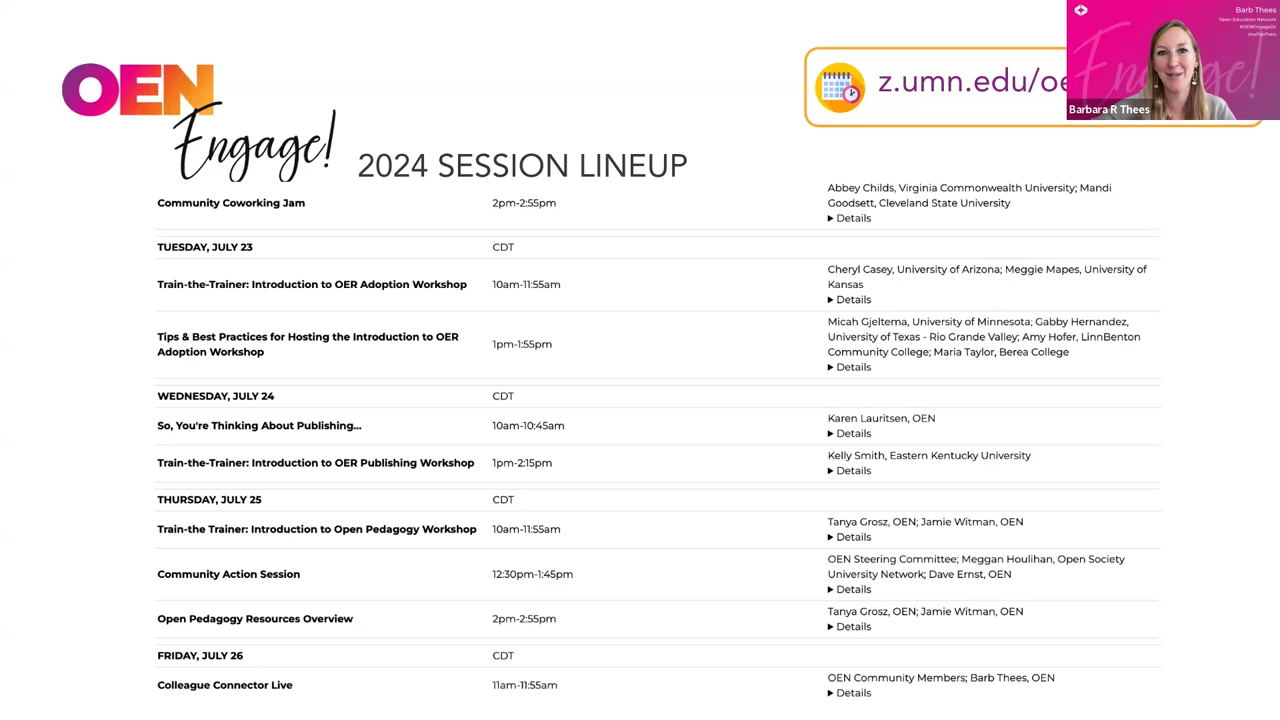 OEN
Engage!
2024 SESSION LINEUP
z.umn.edu/oe
Barb Thees
Open Education Network
#OENEngage24
she/her/hers
Engage!
Barbara R Thees
Community Coworking Jam
2pm-2:55pm
Abbey Childs, Virginia Commonwealth University; Mandi
Goodsett, Cleveland State University
▶ Details
TUESDAY, JULY 23
CDT
Train-the-Trainer: Introduction to OER Adoption Workshop
10am-11:55am
Cheryl Casey, University of Arizona; Meggie Mapes, University of
Kansas
▶ Details
Tips & Best Practices for Hosting the Introduction to OER
Adoption Workshop
1pm-1:55pm
Micah Gjeltema, University of Minnesota; Gabby Hernandez,
University of Texas - Rio Grande Valley; Amy Hofer, LinnBenton
Community College; Maria Taylor, Berea College
▶ Details
WEDNESDAY, JULY 24
CDT
So, You're Thinking About Publishing...
10am-10:45am
Karen Lauritsen, OEN
▶ Details
Train-the-Trainer: Introduction to OER Publishing Workshop
1pm-2:15pm
Kelly Smith, Eastern Kentucky University
▶ Details
THURSDAY, JULY 25
CDT
Train-the Trainer: Introduction to Open Pedagogy Workshop
10am-11:55am
Tanya Grosz, OEN; Jamie Witman, OEN
▶ Details
Community Action Session
12:30pm-1:45pm
OEN Steering Committee; Meggan Houlihan, Open Society
University Network; Dave Ernst, OEN
▶ Details
Open Pedagogy Resources Overview
2pm-2:55pm
Tanya Grosz, OEN; Jamie Witman, OEN
▶ Details
FRIDAY, JULY 26
CDT
Colleague Connector Live
11am-11:55am
OEN Community Members; Barb Thees, OEN
▶ Details